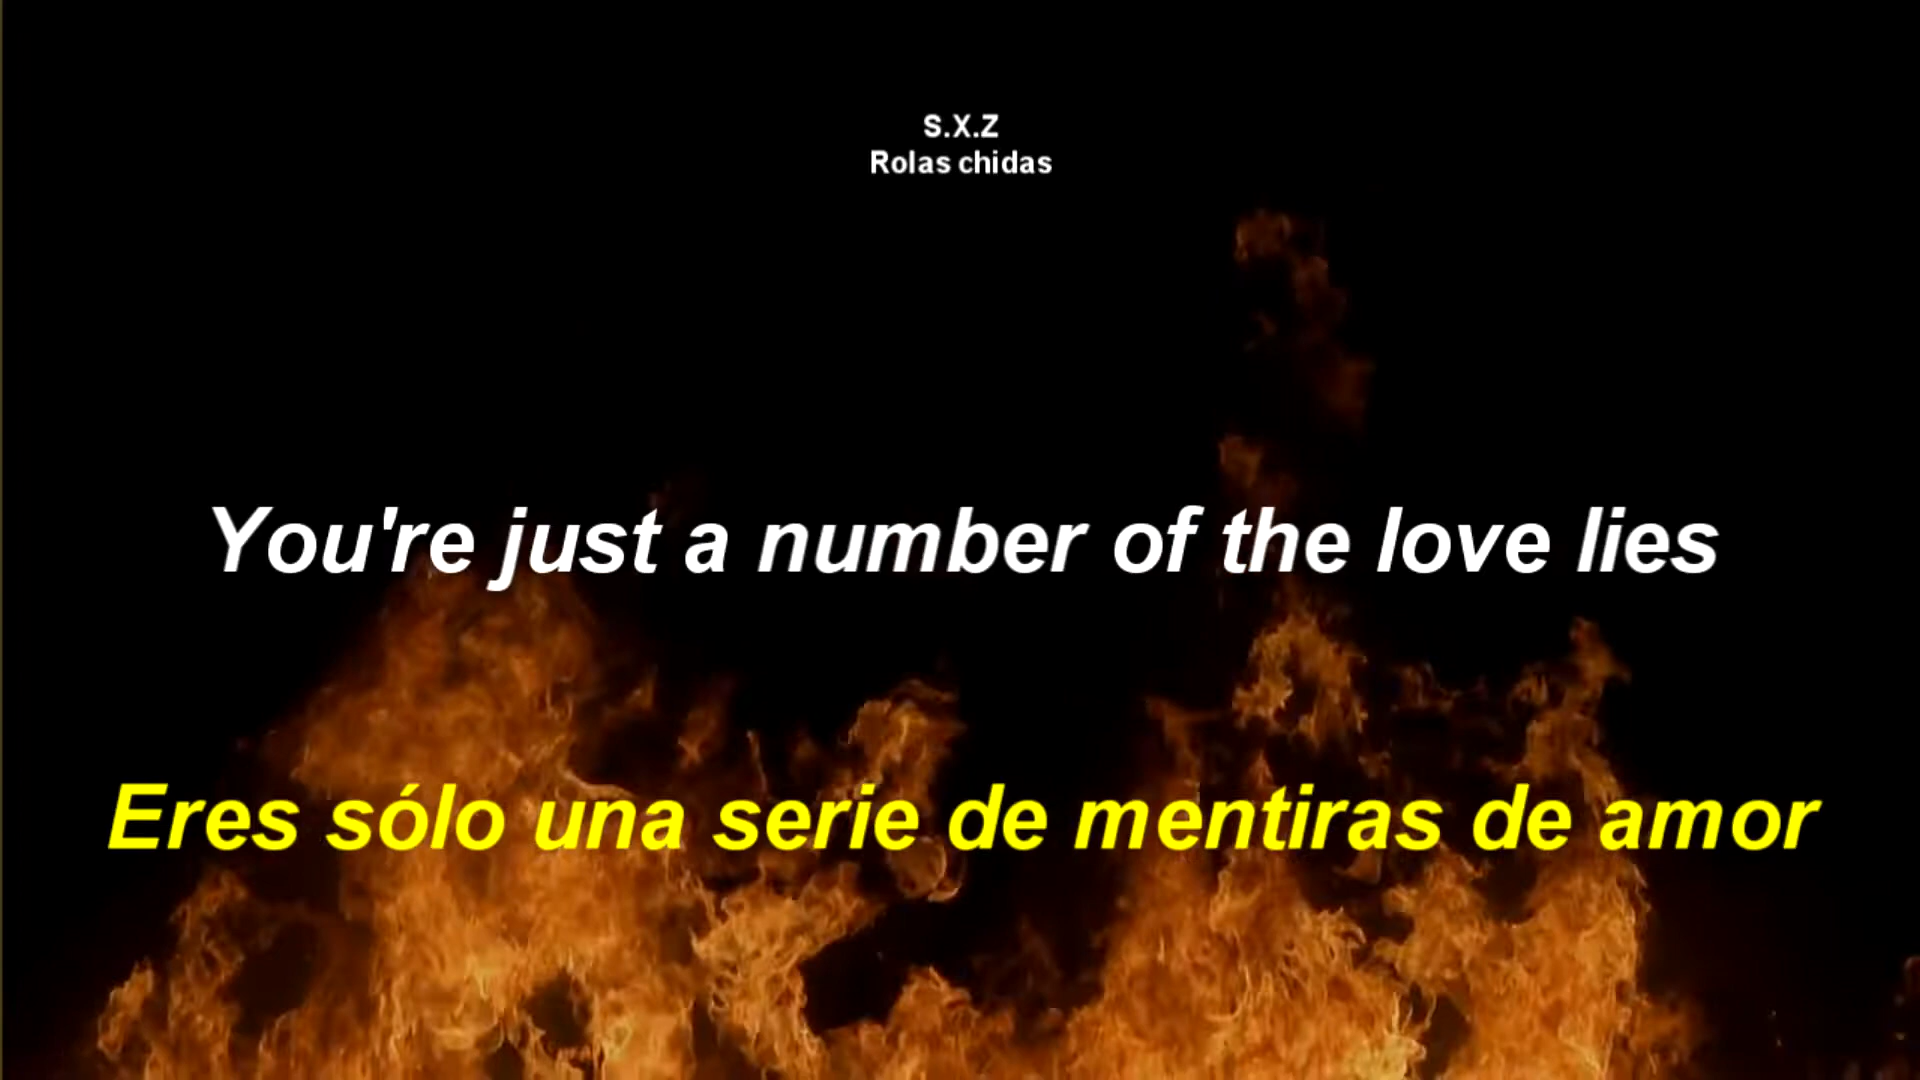 S.X.Z
Rolas chidas
You're just a number of the love lies
Eres sólo una serie de mentiras de amor